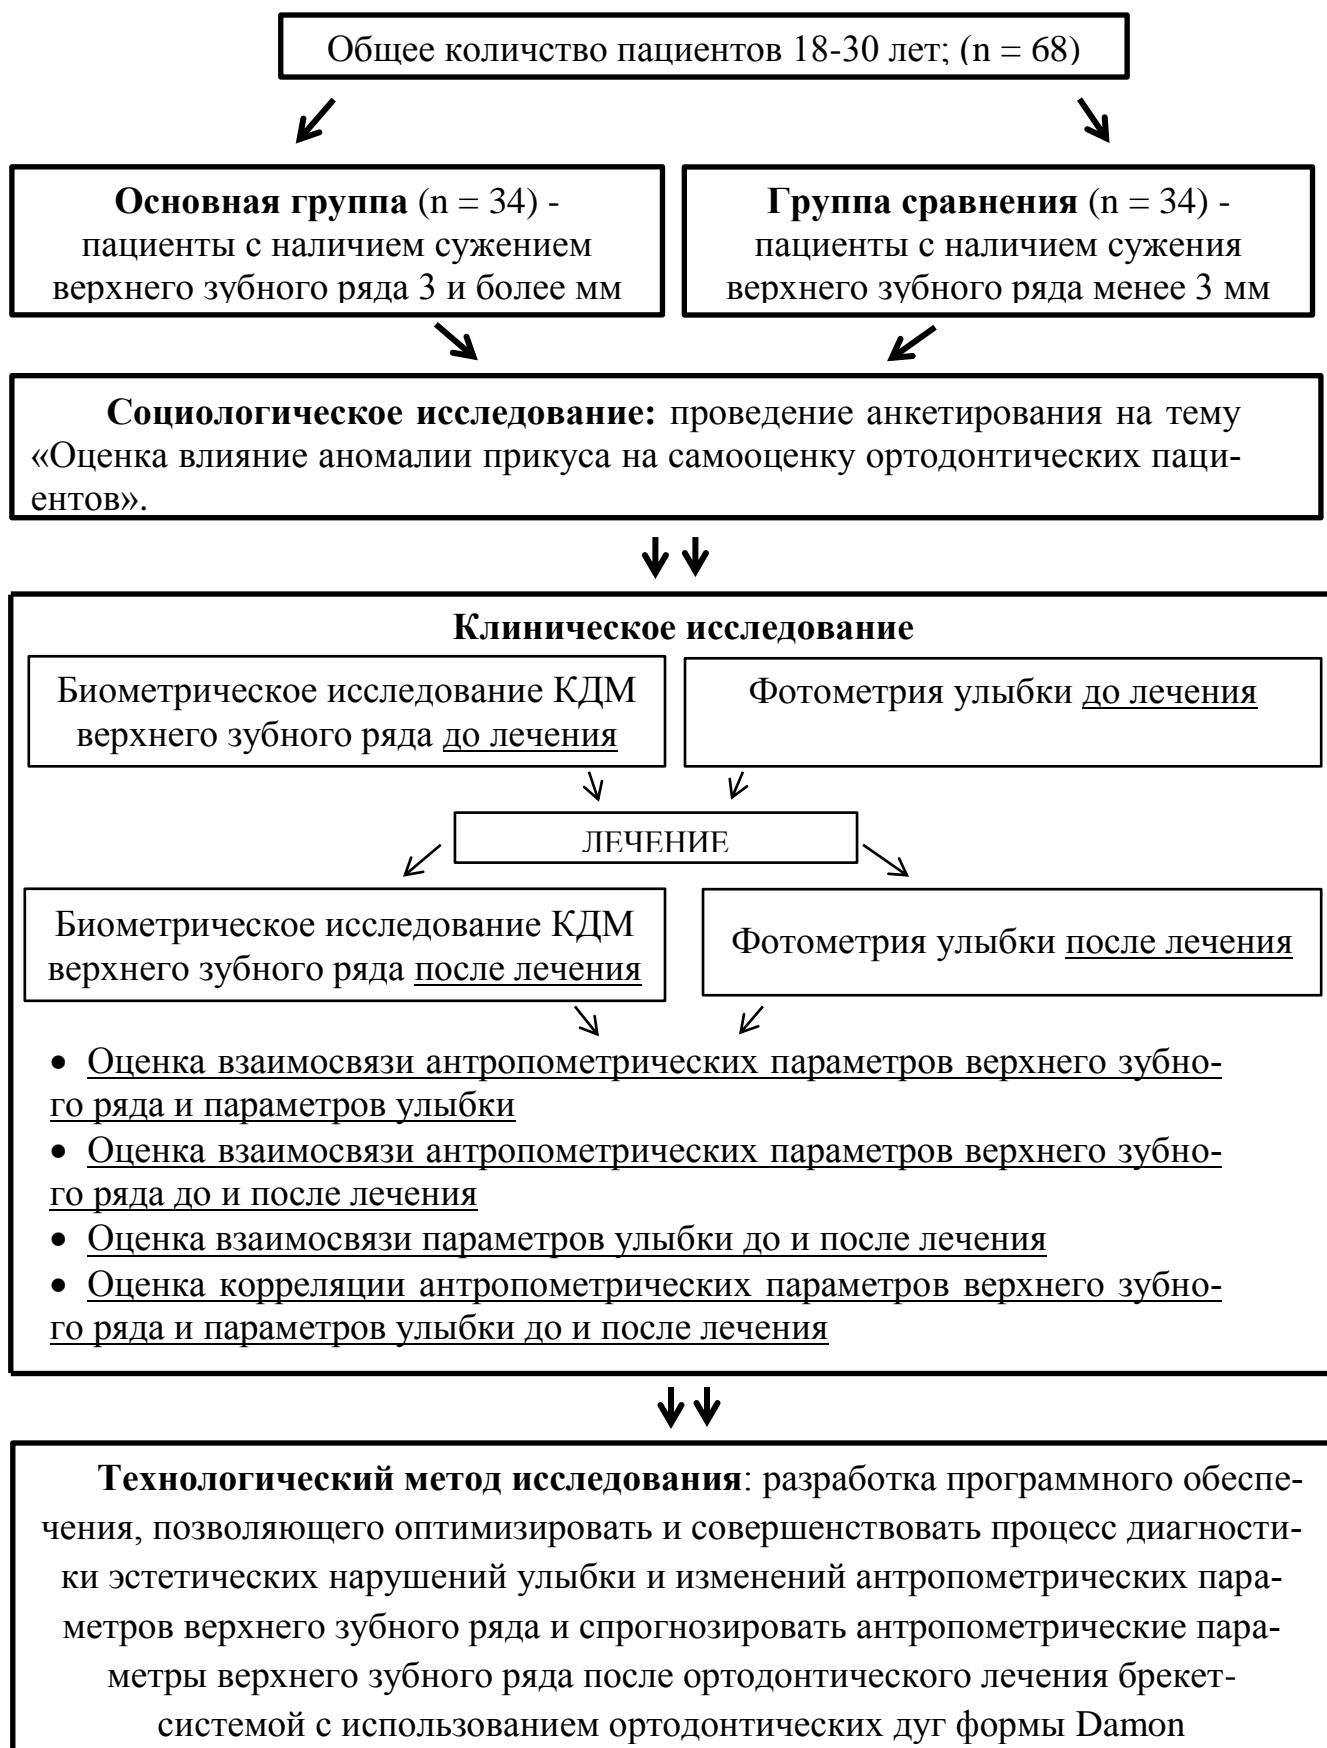 Общее количство пациентов 18-30 лет; (n = 68)
Основная группа (n = 34) -
пациенты с наличием сужением
верхнего зубного ряда 3 и более мм
Группа сравнения (n = 34) -
пациенты с наличием сужения
верхнего зубного ряда менее 3 мм
Социологическое исследование: проведение анкетирования на тему
«Оценка влияние аномалии прикуса на самооценку ортодонтических паци-
ентов».
Клиническое исследование
Биометрическое исследование КДМ
верхнего зубного ряда до лечения
Фотометрия улыбки до лечения
ЛЕЧЕНИЕ
Биометрическое исследование КДМ
верхнего зубного ряда после лечения
Фотометрия улыбки после лечения
• Оценка взаимосвязи антропометрических параметров верхнего зубно-
го ряда и параметров улыбки
• Оценка взаимосвязи антропометрических параметров верхнего зубно-
го ряда до и после лечения
• Оценка взаимосвязи параметров улыбки до и после лечения
• Оценка корреляции антропометрических параметров верхнего зубно-
го ряда и параметров улыбки до и после лечения
Технологический метод исследования: разработка программного обеспе-
чения, позволяющего оптимизировать и совершенствовать процесс диагности-
ки эстетических нарушений улыбки и изменений антропометрических пара-
метров верхнего зубного ряда и спрогнозировать антропометрические пара-
метры верхнего зубного ряда после ортодонтического лечения брекет-
системой с использованием ортодонтических дуг формы Damon